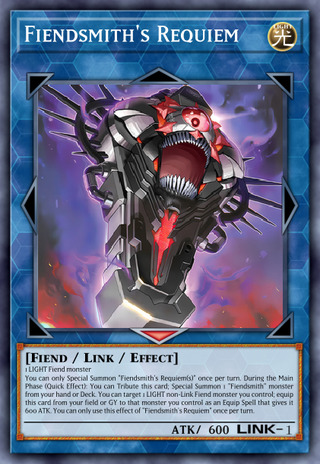 Fiendsmith's Requiem
LIGHT
光
[Fiend / Link / Effect]
1 LIGHT Fiend monster
You can only Special Summon "Fiendsmith's Requiem(s)" once per turn. During the Main
Phase (Quick Effect): You can Tribute this card; Special Summon 1 "Fiendsmith" monster
from your hand or Deck. You can target 1 LIGHT non-Link Fiend monster you control; equip
this card from your field or GY to that monster you control as an Equip Spell that gives it
600 ATK. You can only use this effect of "Fiendsmith's Requiem" once per turn.
ATK/ 600 LINK-1